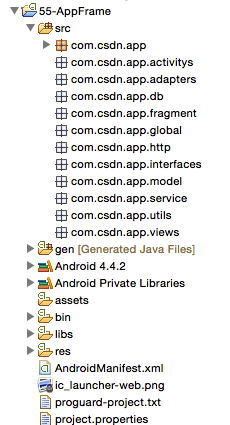 55-AppFrame
src
com.csdn.app
com.csdn.app.activitys
com.csdn.app.adapters
com.csdn.app.db
com.csdn.app.fragment
com.csdn.app.global
com.csdn.app.http
com.csdn.app.interfaces
com.csdn.app.model
com.csdn.app.service
com.csdn.app.utils
com.csdn.app.views
gen [Generated Java Files]
Android 4.4.2
Android Private Libraries
assets
bin
libs
res
AndroidManifest.xml
ic_launcher-web.png
proguard-project.txt
project.properties